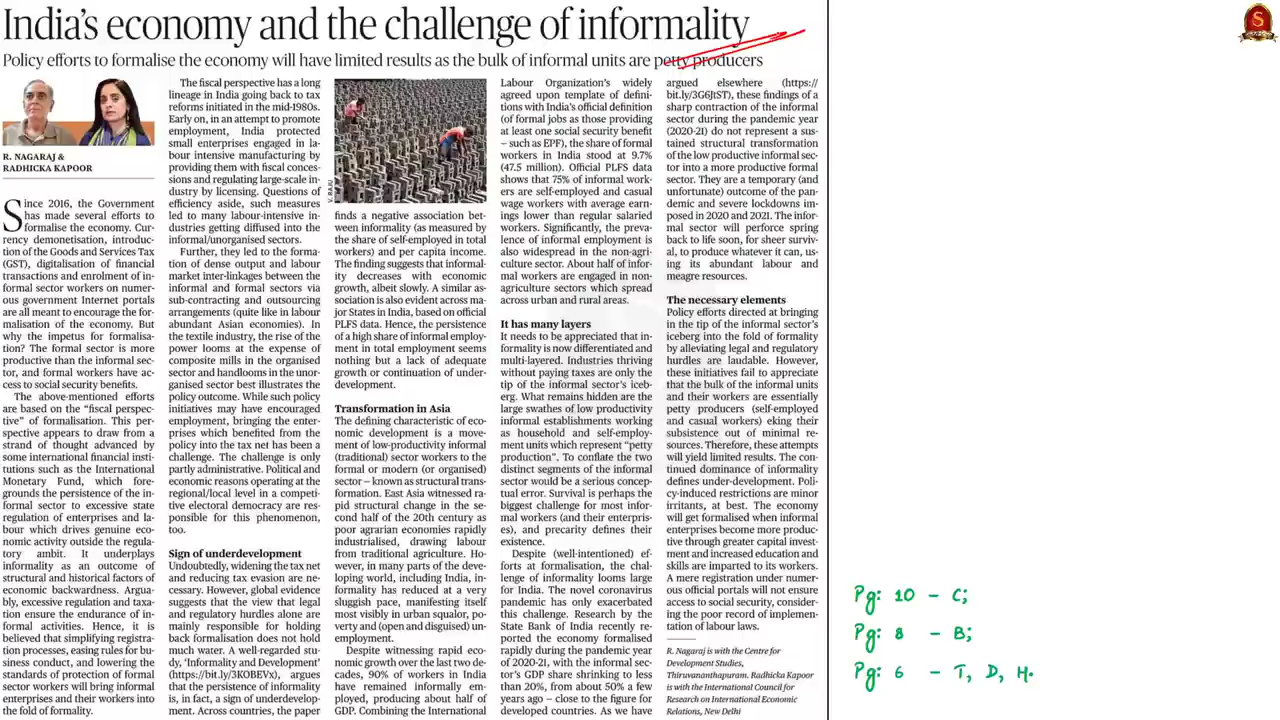 India's economy and the challenge of informality
Policy efforts to formalise the economy will have limited results as the bulk of informal units are petty producers
R. NAGARAJ &
RADHICKA KAPOOR
Since 2016, the Government
has made several efforts to
formalise the economy. Cur-
rency demonetisation, introduc-
tion of the Goods and Services Tax
(GST), digitalisation of financial
transactions and enrolment of in-
formal sector workers on numer-
ous government Internet portals
are all meant to encourage the for-
malisation of the economy. But
why the impetus for formalisa-
tion? The formal sector is more
productive than the informal sec-
tor, and formal workers have ac-
cess to social security benefits.
The above-mentioned efforts
are based on the “fiscal perspec-
tive” of formalisation. This per-
spective appears to draw from a
strand of thought advanced by
some international financial insti-
tutions such as the International
Monetary Fund, which fore-
grounds the persistence of the in-
formal sector to excessive state
regulation of enterprises and la-
bour which drives genuine eco-
nomic activity outside the regula-
tory ambit. It underplays
informality as an outcome of
structural and historical factors of
economic backwardness. Argua-
bly, excessive regulation and taxa-
tion ensure the endurance of in-
formal activities. Hence, it is
believed that simplifying registra-
tion processes, easing rules for bu-
siness conduct, and lowering the
standards of protection of formal
sector workers will bring informal
enterprises and their workers into
the fold of formality.
The fiscal perspective has a long
lineage in India going back to tax
reforms initiated in the mid-1980s.
Early on, in an attempt to promote
employment, India protected
small enterprises engaged in la-
bour intensive manufacturing by
providing them with fiscal conces-
sions and regulating large-scale in-
dustry by licensing. Questions of
efficiency aside, such measures
led to many labour-intensive in-
dustries getting diffused into the
informal/unorganised sectors.
Further, they led to the forma-
tion of dense output and labour
market inter-linkages between the
informal and formal sectors via
sub-contracting and outsourcing
arrangements (quite like in labour
abundant Asian economies). In
the textile industry, the rise of the
power looms at the expense of
composite mills in the organised
sector and handlooms in the unor-
ganised sector best illustrates the
policy outcome. While such policy
initiatives may have encouraged
employment, bringing the enter-
prises which benefited from the
policy into the tax net has been a
challenge. The challenge is only
partly administrative. Political and
economic reasons operating at the
regional/local level in a competi-
tive electoral democracy are re-
sponsible for this phenomenon,
too.
Sign of underdevelopment
Undoubtedly, widening the tax net
and reducing tax evasion are ne-
cessary. However, global evidence
suggests that the view that legal
and regulatory hurdles alone are
mainly responsible for holding
back formalisation does not hold
much water. A well-regarded stu-
dy, ‘Informality and Development’
(https://bit.ly/3KOBEVx), argues
that the persistence of informality
is, in fact, a sign of underdevelop-
ment. Across countries, the paper
V. RAJU
finds a negative association bet-
ween informality (as measured by
the share of self-employed in total
workers) and per capita income.
The finding suggests that informal-
ity decreases with economic
growth, albeit slowly. A similar as-
sociation is also evident across ma-
jor States in India, based on official
PLFS data. Hence, the persistence
of a high share of informal employ-
ment in total employment seems
nothing but a lack of adequate
growth or continuation of under-
development.
Transformation in Asia
The defining characteristic of eco-
nomic development is a move-
ment of low-productivity informal
(traditional) sector workers to the
formal or modern (or organised)
sector – known as structural trans-
formation. East Asia witnessed ra-
pid structural change in the se-
cond half of the 20th century as
poor agrarian economies rapidly
industrialised, drawing labour
from traditional agriculture. Ho-
wever, in many parts of the deve-
loping world, including India, in-
formality has reduced at a very
sluggish pace, manifesting itself
most visibly in urban squalor, po-
verty and (open and disguised) un-
employment.
Despite witnessing rapid eco-
nomic growth over the last two de-
cades, 90% of workers in India
have remained informally em-
ployed, producing about half of
GDP. Combining the International
Labour Organization's widely
agreed upon template of defini-
tions with India's official definition
(of formal jobs as those providing
at least one social security benefit
– such as EPF), the share of formal
workers in India stood at 9.7%
(47.5 million). Official PLFS data
shows that 75% of informal work-
ers are self-employed and casual
wage workers with average earn-
ings lower than regular salaried
workers. Significantly, the preva-
lence of informal employment is
also widespread in the non-agri-
culture sector. About half of infor-
mal workers are engaged in non-
agriculture sectors which spread
across urban and rural areas.
It has many layers
It needs to be appreciated that in-
formality is now differentiated and
multi-layered. Industries thriving
without paying taxes are only the
tip of the informal sector's ice-
berg. What remains hidden are the
large swathes of low productivity
informal establishments working
as household and self-employ-
ment units which represent “petty
production”. To conflate the two
distinct segments of the informal
sector would be a serious concep-
tual error. Survival is perhaps the
biggest challenge for most infor-
mal workers (and their enterpris-
es), and precarity defines their
existence.
Despite (well-intentioned) ef-
forts at formalisation, the chal-
lenge of informality looms large
for India. The novel coronavirus
pandemic has only exacerbated
this challenge. Research by the
State Bank of India recently re-
ported the economy formalised
rapidly during the pandemic year
of 2020-21, with the informal sec-
tor's GDP share shrinking to less
than 20%, from about 50% a few
years ago – close to the figure for
developed countries. As we have
argued elsewhere (https://
bit.ly/3G6JtST), these findings of a
sharp contraction of the informal
sector during the pandemic year
(2020-21) do not represent a sus-
tained structural transformation
of the low productive informal sec-
tor into a more productive formal
sector. They are a temporary (and
unfortunate) outcome of the pan-
demic and severe lockdowns im-
posed in 2020 and 2021. The infor-
mal sector will perforce spring
back to life soon, for sheer surviv-
al, to produce whatever it can, us-
ing its abundant labour and
meagre resources.
The necessary elements
Policy efforts directed at bringing
in the tip of the informal sector's
iceberg into the fold of formality
by alleviating legal and regulatory
hurdles are laudable. However,
these initiatives fail to appreciate
that the bulk of the informal units
and their workers are essentially
petty producers (self-employed
and casual workers) eking their
subsistence out of minimal re-
sources. Therefore, these attempts
will yield limited results. The con-
tinued dominance of informality
defines under-development. Poli-
cy-induced restrictions are minor
irritants, at best. The economy
will get formalised when informal
enterprises become more produc-
tive through greater capital invest-
ment and increased education and
skills are imparted to its workers.
A mere registration under numer-
ous official portals will not ensure
access to social security, consider-
ing the poor record of implemen-
tation of labour laws.
R. Nagaraj is with the Centre for
Development Studies,
Thiruvananthapuram. Radhicka Kapoor
is with the International Council for
Research on International Economic
Relations, New Delhi
Pg: 10 - C;
Pg: 8 - B;
Pg: 6 - T, D, H.